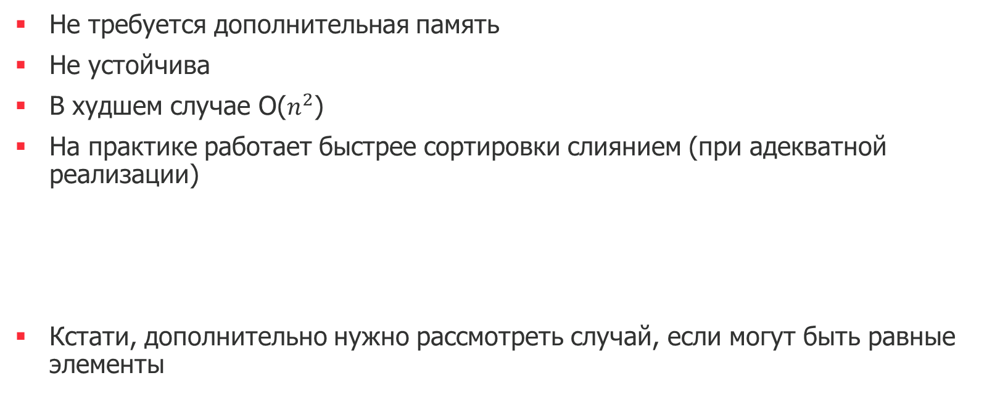 ▪ Не требуется дополнительная память
▪ Не устойчива
▪ В худшем случае O(n²)
▪ На практике работает быстрее сортировки слиянием (при адекватной
реализации)
▪ Кстати, дополнительно нужно рассмотреть случай, если могут быть равные
элементы